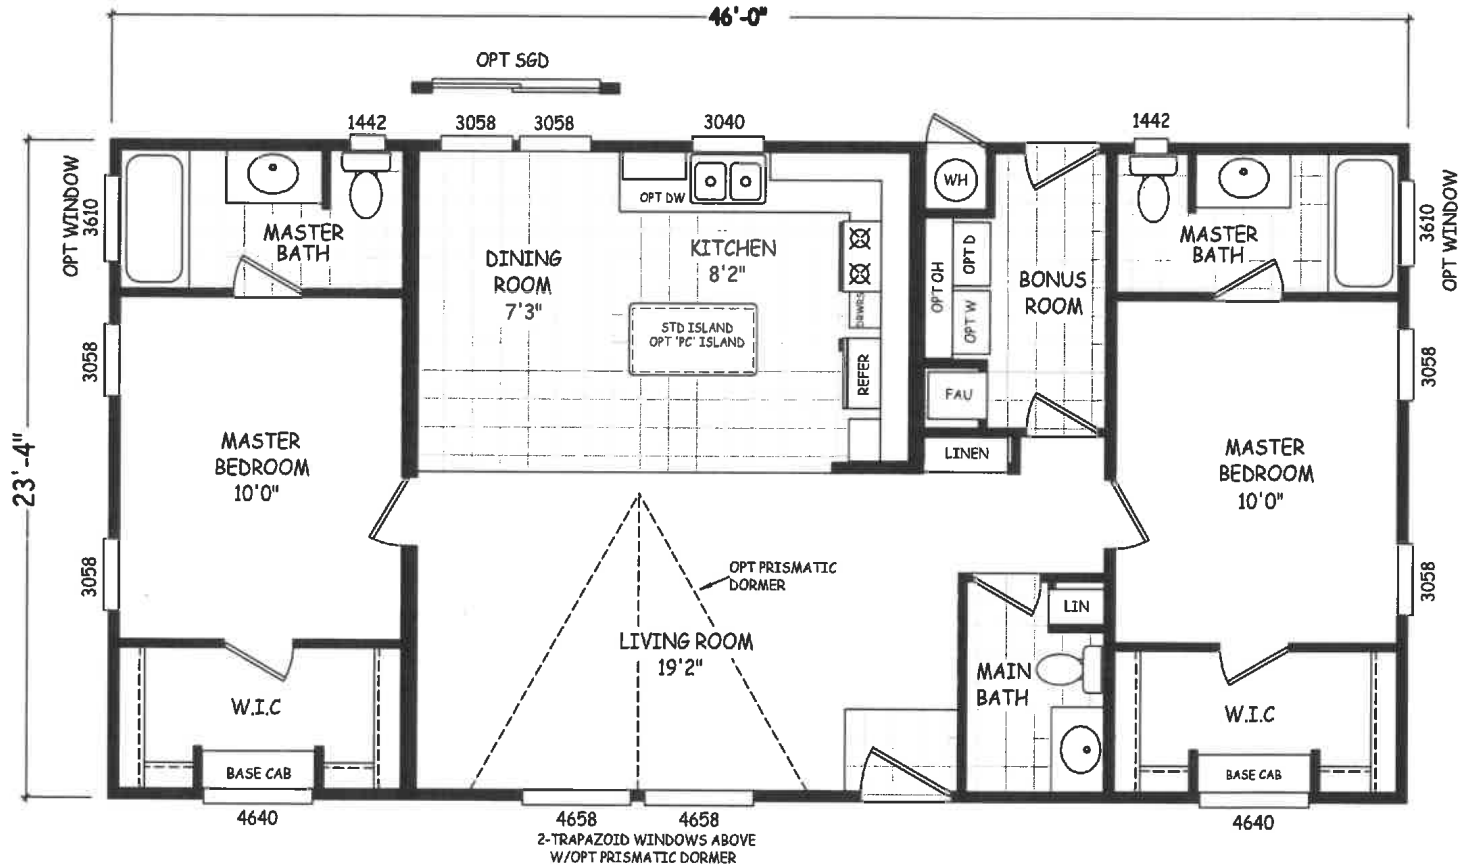 46'-0"
OPT SGD
1442
3058
3058
3040
1442
OPT WINDOW
3610
MASTER
BATH
DINING
ROOM
7'3"
OPT DW
KITCHEN
8'2"
STD ISLAND
OPT 'PC' ISLAND
DRWRS
REFER
WH
OPT OH
OPT D
OPT W
BONUS
ROOM
FAU
LINEN
MASTER
BATH
3610
OPT WINDOW
3058
3058
23'-4"
MASTER
BEDROOM
10'0"
MASTER
BEDROOM
10'0"
3058
3058
OPT PRISMATIC
DORMER
LIVING ROOM
19'2"
LIN
MAIN
BATH
W.I.C
W.I.C
BASE CAB
BASE CAB
4640
4658
4658
4640
2-TRAPAZOID WINDOWS ABOVE
W/OPT PRISMATIC DORMER